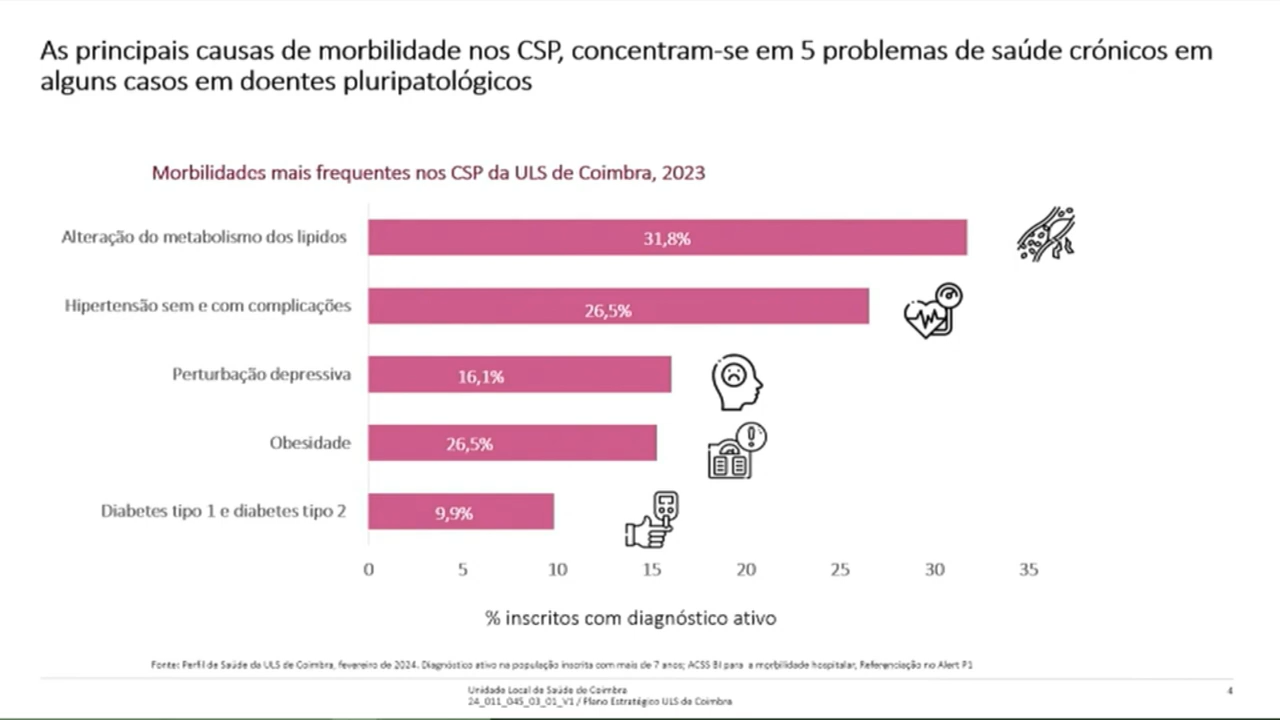 As principais causas de morbilidade nos CSP, concentram-se em 5 problemas de saúde crónicos em
alguns casos em doentes pluripatológicos
Morbilidades mais frequentes nos CSP da ULS de Coimbra, 2023
Alteração do metabolismo dos lipidos
31,8%
Hipertensão sem e com complicações
26,5%
Perturbação depressiva
16,1%
Obesidade
26,5%
Diabetes tipo 1 e diabetes tipo 2
9,9%
0 5 10 15 20 25 30 35
% inscritos com diagnóstico ativo
Fonte: Perfil de Saúde da ULS de Coimbra, fevereiro de 2024. Diagnóstico ativo na população inscrita com mais de 7 anos; ACSS BI para a morbilidade hospitalar, Referenciação no Alert P1
Unidade Local de Saúde de Coimbra
24_011_045_03_01_V1 / Plano Estratégico ULS de Coimbra
4